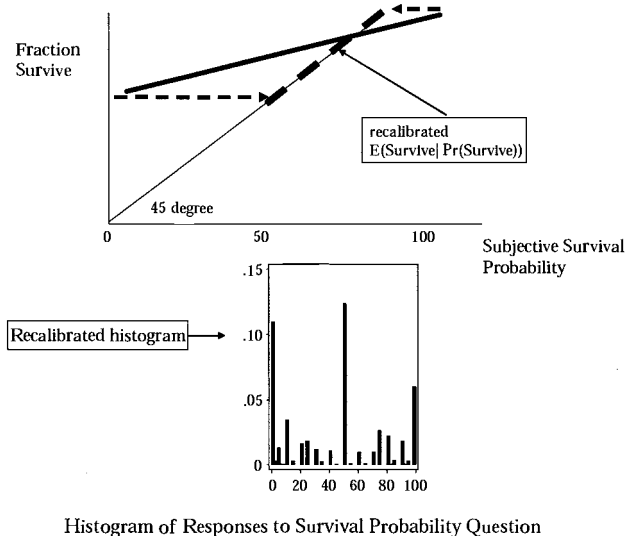 Fraction
Survive
recalibrated
E(Survive| Pr(Survive))
45 degree
0
50
100
Subjective Survival
Probability
.15
.10
.05
0
Recalibrated histogram
0 20 40 60 80 100
Histogram of Responses to Survival Probability Question